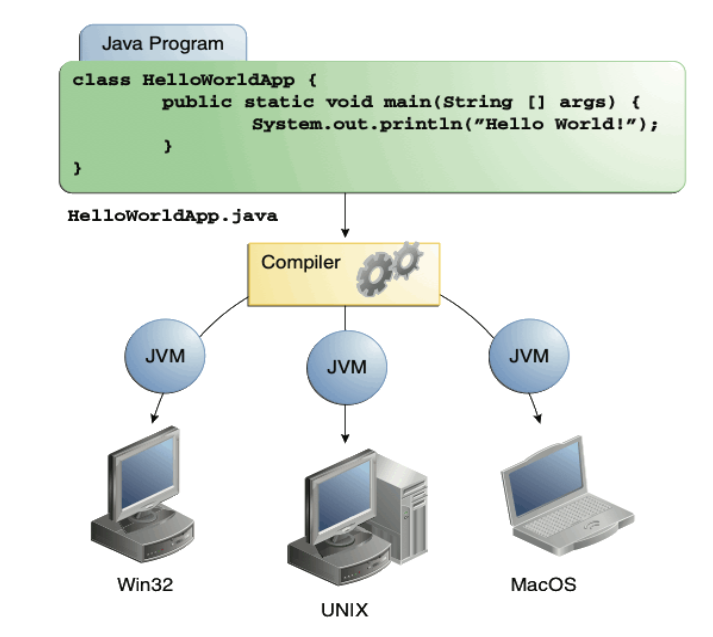 Java Program
class HelloWorldApp {
public static void main(String [] args) {
System.out.println("Hello World!");
}
}
HelloWorldApp.java
Compiler
JVM
JVM
JVM
Win32
UNIX
MacOS